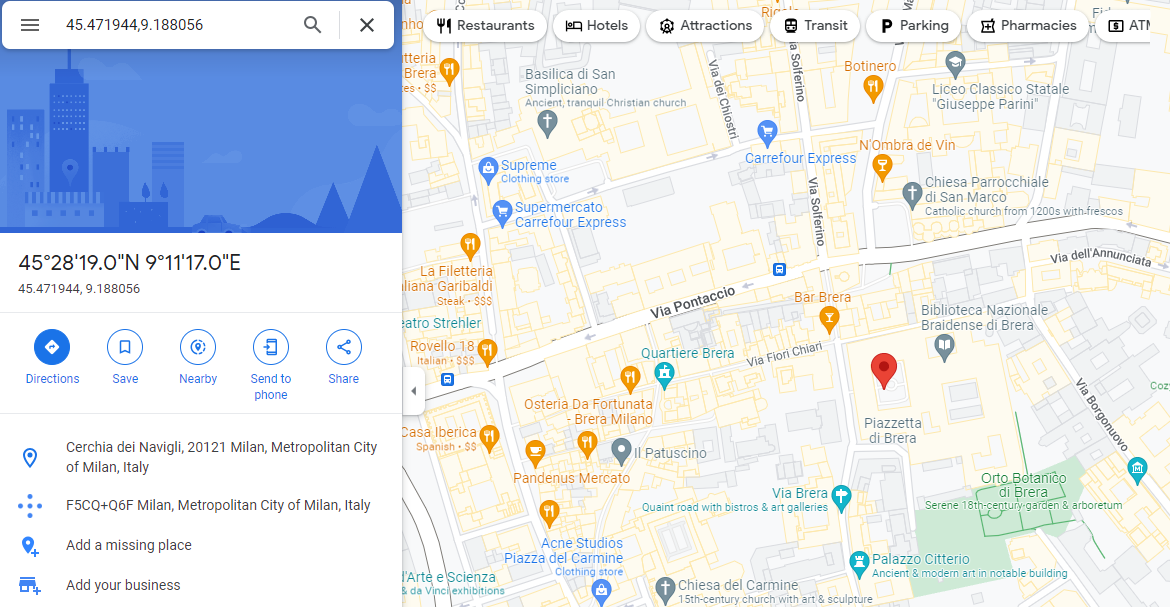 45.471944,9.188056
Restaurants
Hotels
Attractions
Transit
Parking
Pharmacies
45°28'19.0"N 9°11'17.0"E
45.471944, 9.188056
Directions
Save
Nearby
Send to
phone
Share
Cerchia dei Navigli, 20121 Milan, Metropolitan City
of Milan, Italy
F5CQ+Q6F Milan, Metropolitan City of Milan, Italy
Add a missing place
Add your business
Brera
$$
Basilica di San
Simpliciano
Ancient, tranquil Christian church
Via dei Chiostri
Via Solferino
Botinero
Liceo Classico Statale
"Giuseppe Parini"
Carrefour Express
N'Ombra de Vin
Supreme
Clothing store
Chiesa Parrocchiale
di San Marco
Catholic church from 1200s with frescos
Supermercato
Carrefour Express
Via Solferino
La Filetteria
Garibaldi
Steak · $$$
Via dell'Annunciata
Via Pontaccio
Bar Brera
Biblioteca Nazionale
Braidense di Brera
Strehler
Rovello 18
Italian · $$$
Quartiere Brera
Via Fiori Chiari
Osteria Da Fortunata
- Brera Milano
Piazzetta
di Brera
Via Borgonuovo
Casa Iberica
Spanish · $$
Il Patuscino
Pandenus Mercato
Orto Botanico
di Brera
Serene 18th-century garden & arboretum
Via Brera
Quaint road with bistros & art galleries
Acne Studios
Piazza del Carmine
Clothing store
Palazzo Citterio
Ancient & modern art in notable building
d'Arte e Scienza
& da Vinci exhibitions
Chiesa del Carmine
15th-century church with art & sculpture